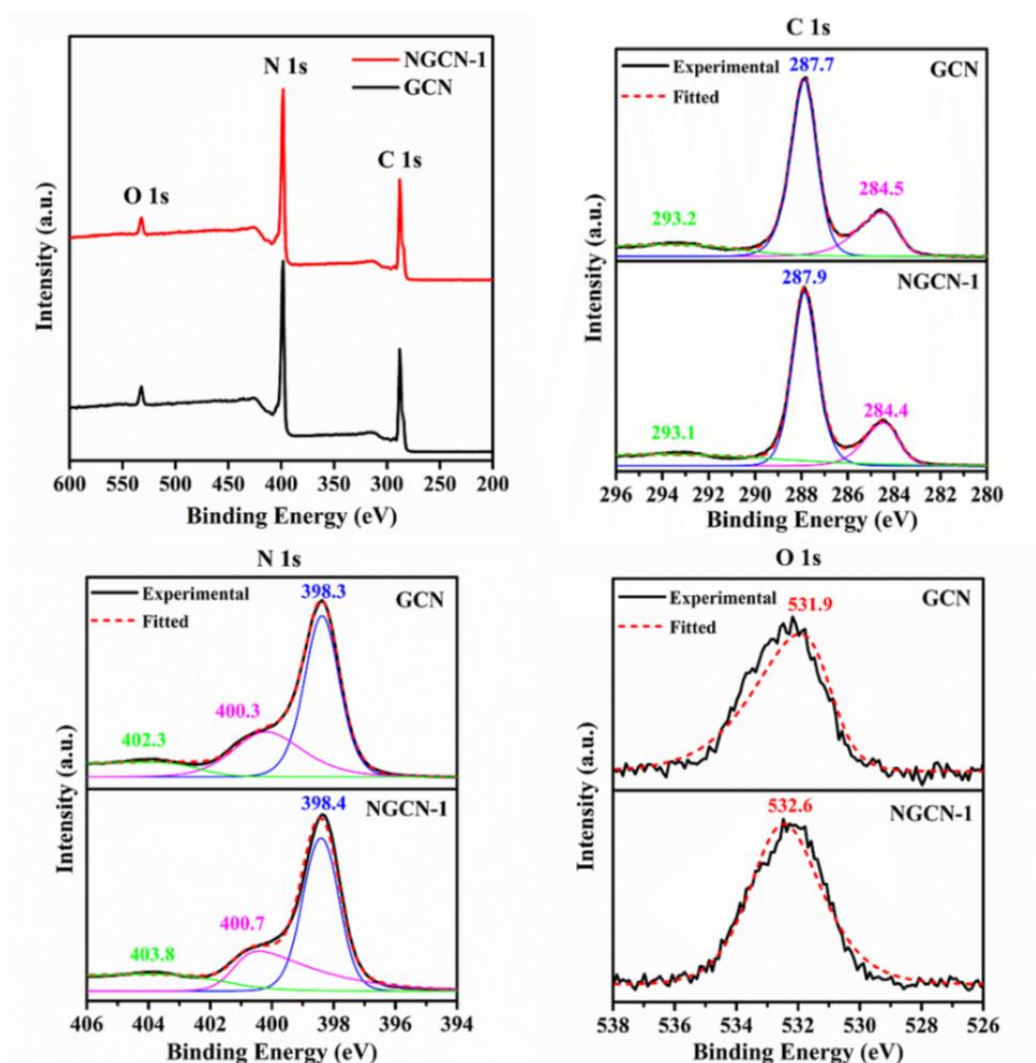 N 1s
NGCN-1
GCN
C 1s
O 1s
Intensity (a.u.)
600 550 500 450 400 350 300 250 200
Binding Energy (eV)
C 1s
Experimental
Fitted
287.7
GCN
284.5
293.2
Intensity (a.u.)
287.9
NGCN-1
284.4
293.1
296 294 292 290 288 286 284 282 280
Binding Energy (eV)
N 1s
Experimental
Fitted
398.3
GCN
400.3
402.3
Intensity (a.u.)
398.4
NGCN-1
400.7
403.8
406 404 402 400 398 396 394
Binding Energy (eV)
O 1s
Experimental
Fitted
531.9
GCN
Intensity (a.u.)
532.6
NGCN-1
538 536 534 532 530 528 526
Binding Energy (eV)